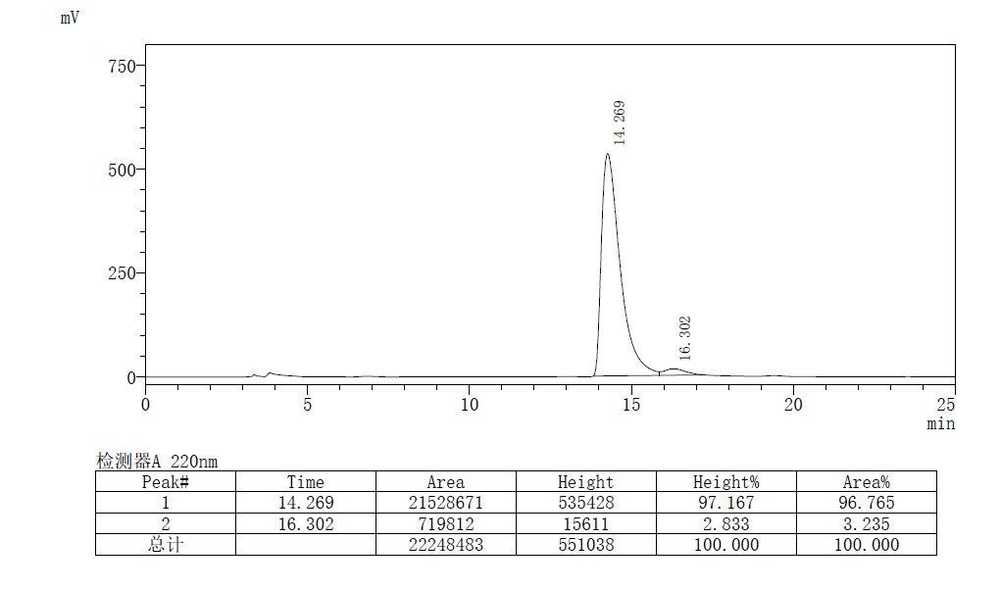 mV
750
14.269
500
250
16.302
0
0 5 10 15 20 25
min
检测器A 220nm
Peak# Time Area Height Height% Area%
1 14.269 21528671 535428 97.167 96.765
2 16.302 719812 15611 2.833 3.235
总计 22248483 551038 100.000 100.000